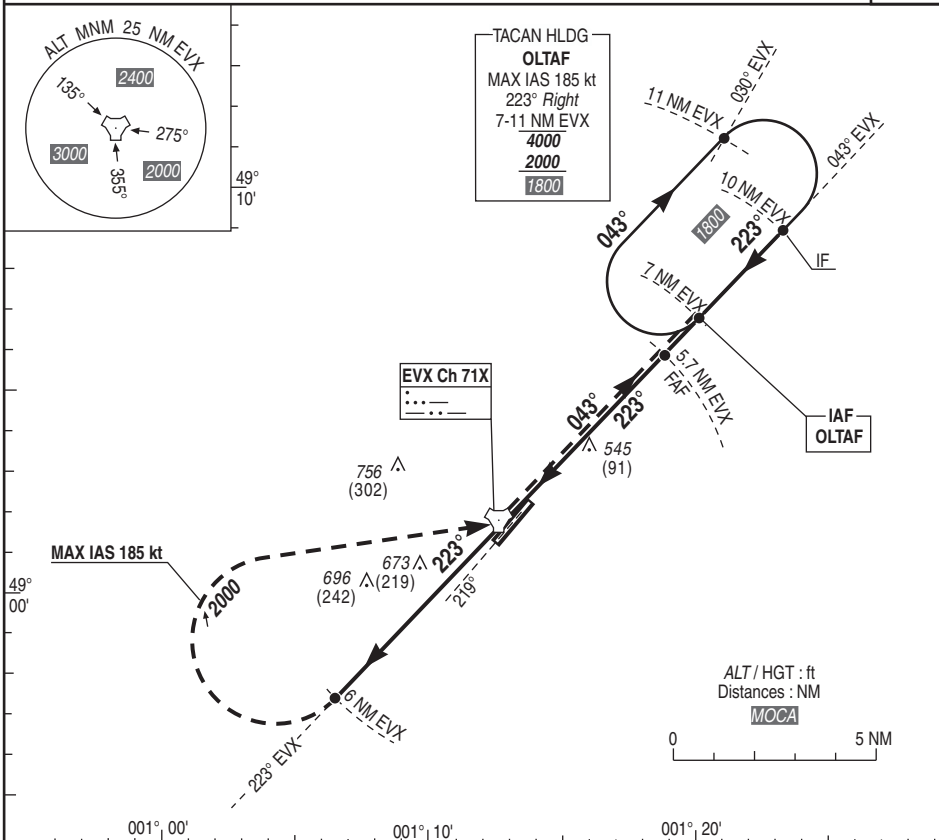 ALT MNM 25 NM EVX
2400
135°
275°
3000
2000
355°
TACAN HLDG
OLTAF
MAX IAS 185 kt
223° Right
7-11 NM EVX
4000
2000
1800
11 NM EVX
030° EVX
043° EVX
49°
10'
10 NM EVX
1800
043°
223°
IF
7 NM EVX
5.7 NM EVX
FAF
EVX Ch 71X
043°
223°
IAF
OLTAF
545
(91)
756
(302)
MAX IAS 185 kt
223°
673
(219)
696
(242)
219°
2000
49°
00'
6 NM EVX
223° EVX
ALT / HGT : ft
Distances : NM
MOCA
0
5 NM
001° 00'
001° 10'
001° 20'